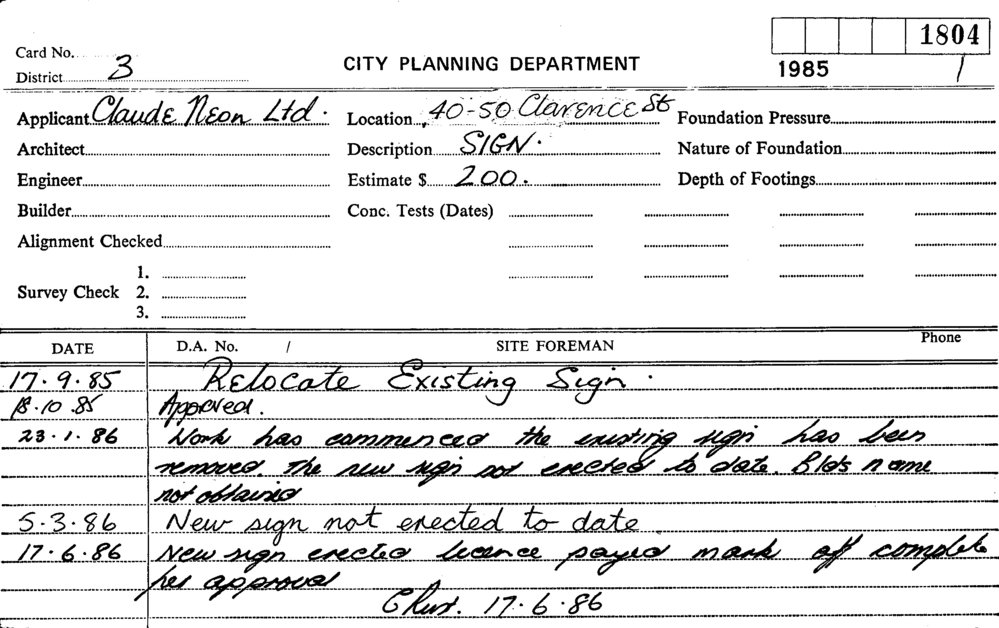 1804
Card No.
District 3
CITY PLANNING DEPARTMENT
1985 /
Applicant Claude Neon Ltd.
Location 40-50 Clarence St
Foundation Pressure
Architect
Description SIGN.
Nature of Foundation
Engineer
Estimate $ 200.
Depth of Footings
Builder
Conc. Tests (Dates)
Alignment Checked
1.
Survey Check 2.
3.
DATE D.A. No. / SITE FOREMAN Phone
17.9.85 Relocate Existing Sign.
18.10.85 Approved.
23.1.86 Work has commenced the existing sign has been
removed. The new sign not erected to date. Blds name
not obtained
5.3.86 New sign not erected to date
17.6.86 New sign erected licence payed mark off complete
per approval
17.6.86